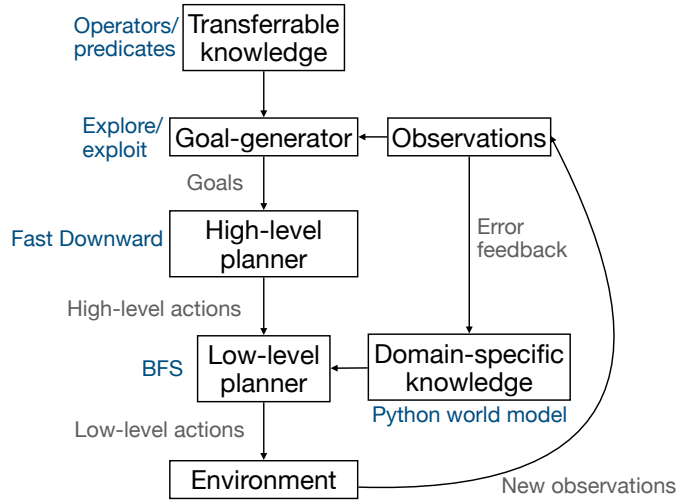 Operators/
predicates
Transferrable
knowledge
Explore/
exploit
Goal-generator
Observations
Goals
Fast Downward
High-level
planner
Error
feedback
High-level actions
BFS
Low-level
planner
Domain-specific
knowledge
Python world model
Low-level actions
Environment
New observations